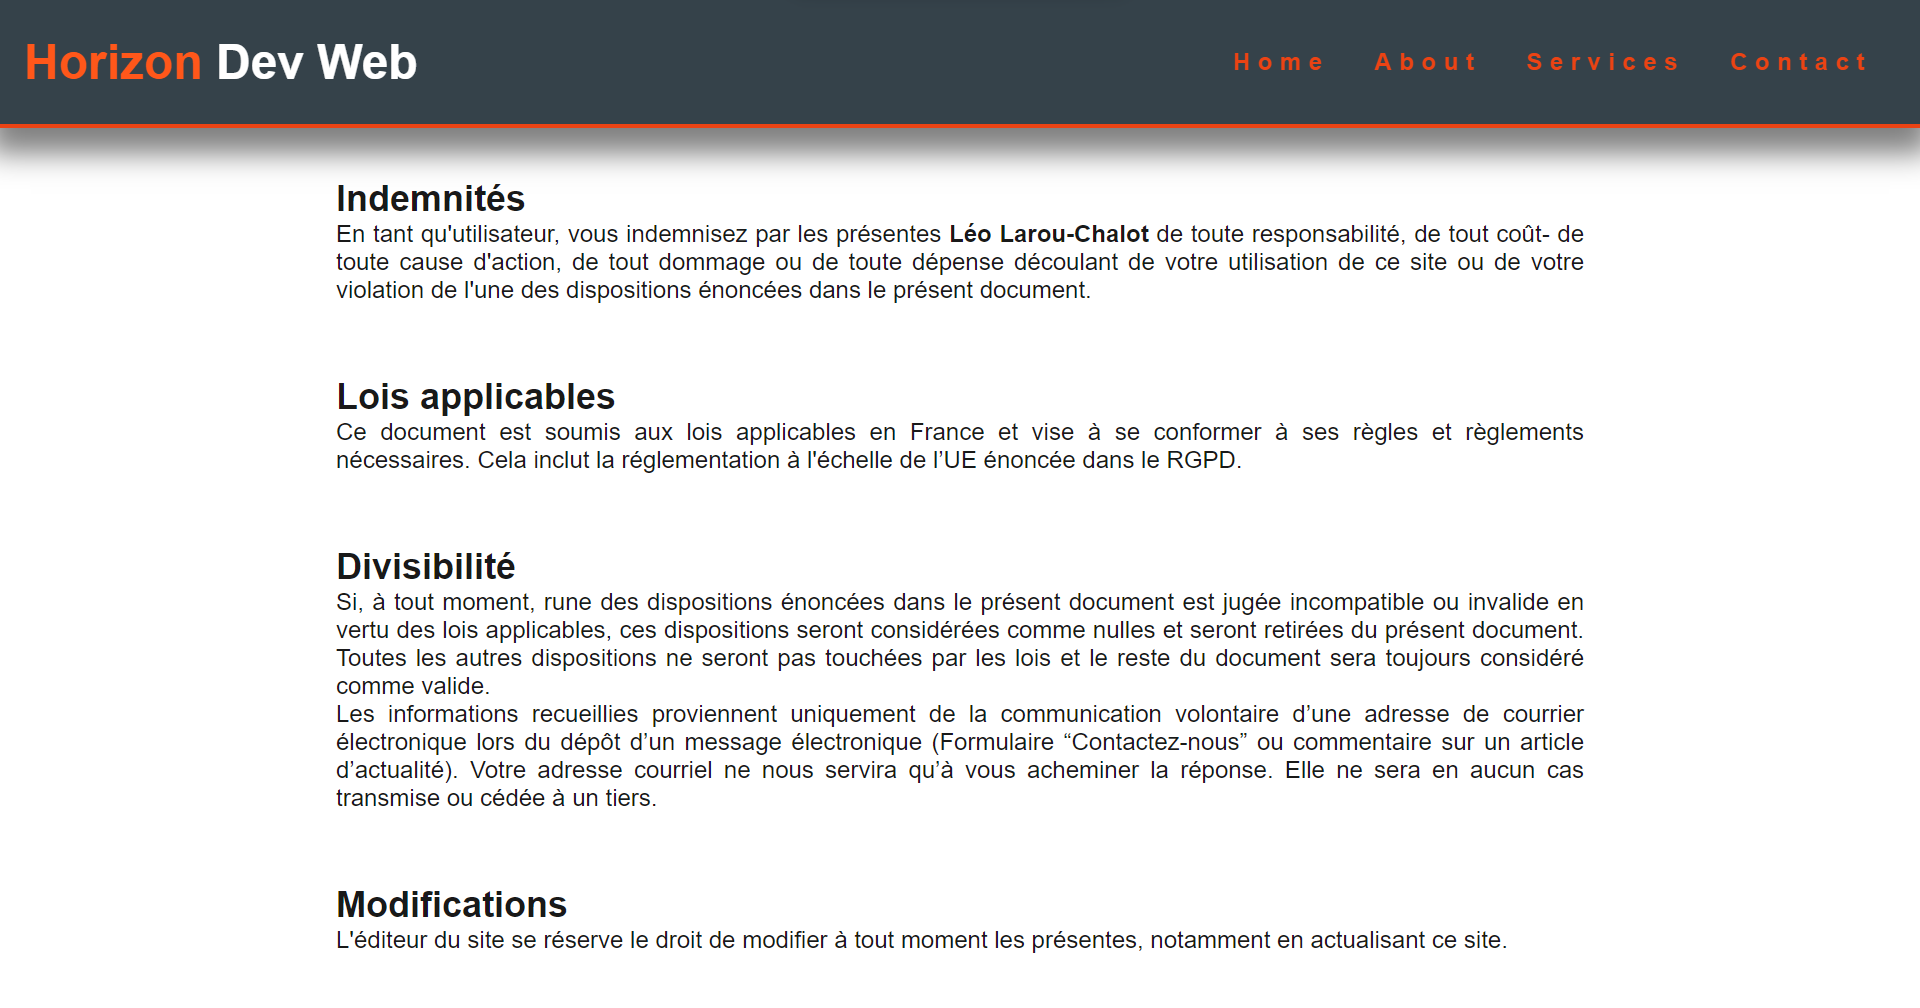 Horizon Dev Web
Home About Services Contact
Indemnités
En tant qu'utilisateur, vous indemnisez par les présentes Léo Larou-Chalot de toute responsabilité, de tout coût- de
toute cause d'action, de tout dommage ou de toute dépense découlant de votre utilisation de ce site ou de votre
violation de l'une des dispositions énoncées dans le présent document.
Lois applicables
Ce document est soumis aux lois applicables en France et vise à se conformer à ses règles et règlements
nécessaires. Cela inclut la réglementation à l'échelle de l’UE énoncée dans le RGPD.
Divisibilité
Si, à tout moment, rune des dispositions énoncées dans le présent document est jugée incompatible ou invalide en
vertu des lois applicables, ces dispositions seront considérées comme nulles et seront retirées du présent document.
Toutes les autres dispositions ne seront pas touchées par les lois et le reste du document sera toujours considéré
comme valide.
Les informations recueillies proviennent uniquement de la communication volontaire d’une adresse de courrier
électronique lors du dépôt d’un message électronique (Formulaire “Contactez-nous” ou commentaire sur un article
d’actualité). Votre adresse courriel ne nous servira qu’à vous acheminer la réponse. Elle ne sera en aucun cas
transmise ou cédée à un tiers.
Modifications
L'éditeur du site se réserve le droit de modifier à tout moment les présentes, notamment en actualisant ce site.